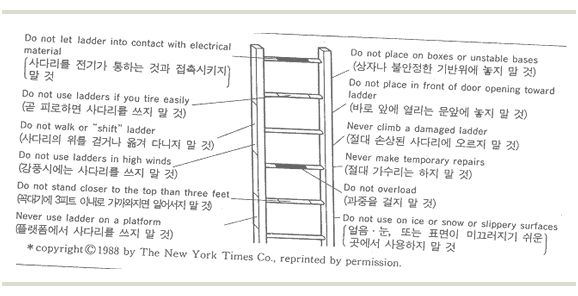 Do not let ladder into contact with electrical
material
(사다리를 전기가 통하는 것과 접촉시키지
말 것)
Do not use ladders if you tire easily
(곧 피로하면 사다리를 쓰지 말 것)
Do not walk or "shift" ladder
(사다리의 위를 걷거나 옮겨 다니지 말 것)
Do not use ladders in high winds
(강풍시에는 사다리를 쓰지 말 것)
Do not stand closer to the top than three feet
(꼭대기에 3피트 이내로 가까와지면 일어서지 말 것)
Never use ladder on a platform
(플랫폼에서 사다리를 쓰지 말 것)
Do not place on boxes or unstable bases
(상자나 불안정한 기반위에 놓지 말 것)
Do not place in front of door opening toward
ladder
(바로 앞에 열리는 문앞에 놓지 말 것)
Never climb a damaged ladder
(절대 손상된 사다리에 오르지 말 것)
Never make temporary repairs
(절대 가수리는 하지 말 것)
Do not overload
(과중을 걸지 말 것)
Do not use on ice or snow or slippery surfaces
(얼음·눈, 또는 표면이 미끄러지기 쉬운
곳에서 사용하지 말 것)
*copyright©1988 by The New York Times Co., reprinted by permission.